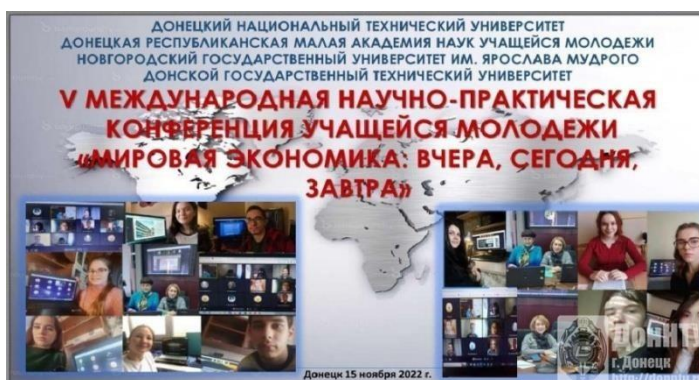 ДОНЕЦКИЙ НАЦИОНАЛЬНЫЙ ТЕХНИЧЕСКИЙ УНИВЕРСИТЕТ
ДОНЕЦКАЯ РЕСПУБЛИКАНСКАЯ МАЛАЯ АКАДЕМИЯ НАУК УЧАЩЕЙСЯ МОЛОДЕЖИ
НОВГОРОДСКИЙ ГОСУДАРСТВЕННЫЙ УНИВЕРСИТЕТ ИМ. ЯРОСЛАВА МУДРОГО
ДОНСКОЙ ГОСУДАРСТВЕННЫЙ ТЕХНИЧЕСКИЙ УНИВЕРСИТЕТ
V МЕЖДУНАРОДНАЯ НАУЧНО-ПРАКТИЧЕСКАЯ
КОНФЕРЕНЦИЯ УЧАЩЕЙСЯ МОЛОДЕЖИ
«МИРОВАЯ ЭКОНОМИКА: ВЧЕРА, СЕГОДНЯ,
ЗАВТРА»
Донецк 15 ноября 2022 г.
ДонНТУ
г. Донецк